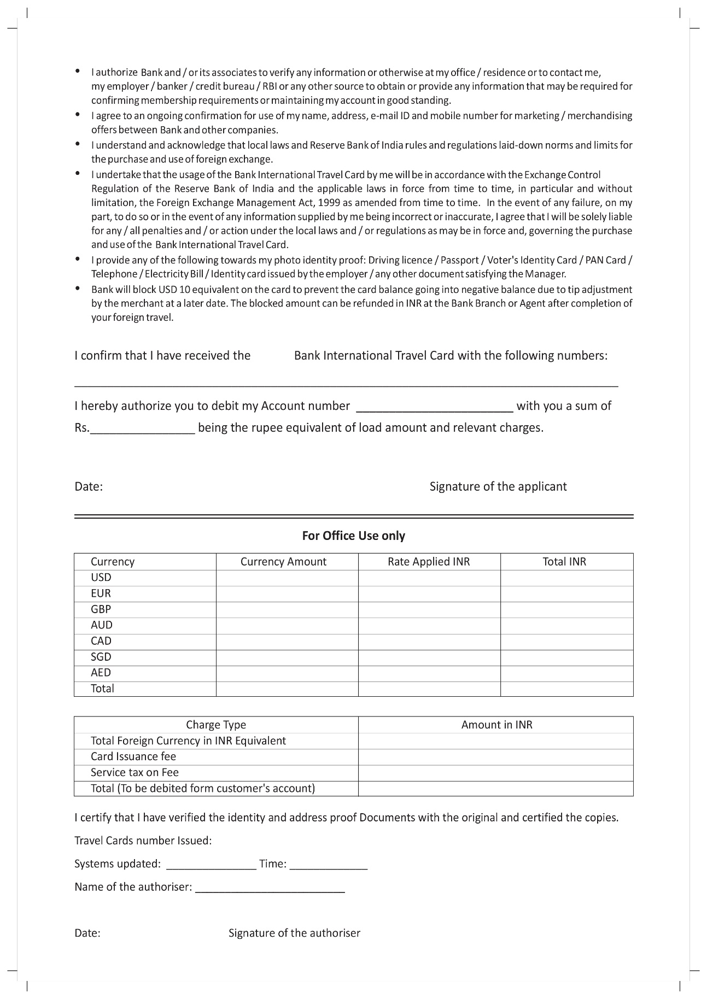 • I authorize Bank and / or its associates to verify any information or otherwise at my office / residence or to contact me,
my employer / banker / credit bureau / RBI or any other source to obtain or provide any information that may be required for
confirming membership requirements or maintaining my account in good standing.
• I agree to an ongoing confirmation for use of my name, address, e-mail ID and mobile number for marketing / merchandising
offers between Bank and other companies.
• I understand and acknowledge that local laws and Reserve Bank of India rules and regulations laid-down norms and limits for
the purchase and use of foreign exchange.
• I undertake that the usage of the Bank International Travel Card by me will be in accordance with the Exchange Control
Regulation of the Reserve Bank of India and the applicable laws in force from time to time, in particular and without
limitation, the Foreign Exchange Management Act, 1999 as amended from time to time. In the event of any failure, on my
part, to do so or in the event of any information supplied by me being incorrect or inaccurate, I agree that I will be solely liable
for any / all penalties and / or action under the local laws and / or regulations as may be in force and, governing the purchase
and use of the Bank International Travel Card.
• I provide any of the following towards my photo identity proof: Driving licence / Passport / Voter's Identity Card / PAN Card /
Telephone / Electricity Bill / Identity card issued by the employer / any other document satisfying the Manager.
• Bank will block USD 10 equivalent on the card to prevent the card balance going into negative balance due to tip adjustment
by the merchant at a later date. The blocked amount can be refunded in INR at the Bank Branch or Agent after completion of
your foreign travel.
I confirm that I have received the Bank International Travel Card with the following numbers:
I hereby authorize you to debit my Account number ________________________ with you a sum of
Rs.________________ being the rupee equivalent of load amount and relevant charges.
Date: Signature of the applicant
For Office Use only
Currency Currency Amount Rate Applied INR Total INR
USD
EUR
GBP
AUD
CAD
SGD
AED
Total
Charge Type Amount in INR
Total Foreign Currency in INR Equivalent
Card Issuance fee
Service tax on Fee
Total (To be debited form customer's account)
I certify that I have verified the identity and address proof Documents with the original and certified the copies.
Travel Cards number Issued:
Systems updated: _______________ Time: _____________
Name of the authoriser: _________________________
Date: Signature of the authoriser